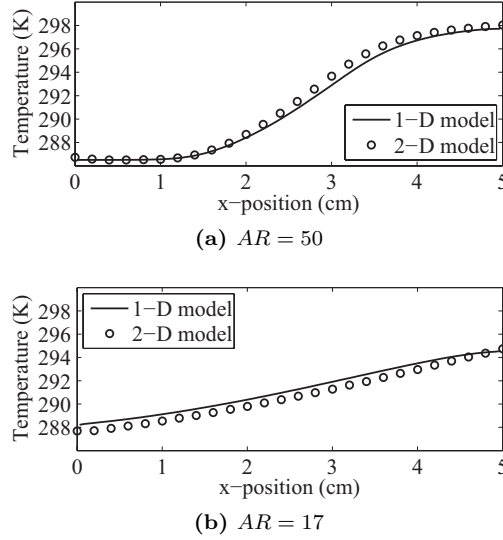 298
296
294
292
290
288
Temperature (K)
1−D model
2−D model
0
1
2
3
4
5
x−position (cm)
(a) AR = 50
298
296
294
292
290
288
Temperature (K)
1−D model
2−D model
0
1
2
3
4
5
x−position (cm)
(b) AR = 17